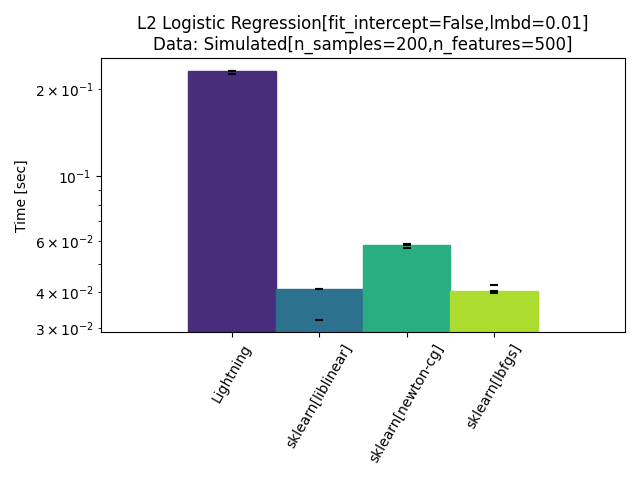 L2 Logistic Regression[fit_intercept=False,lmbd=0.01]
Data: Simulated[n_samples=200,n_features=500]
Time [sec]
2 × 10⁻¹
10⁻¹
6 × 10⁻²
4 × 10⁻²
3 × 10⁻²
Lightning
sklearn[liblinear]
sklearn[newton-cg]
sklearn[lbfgs]